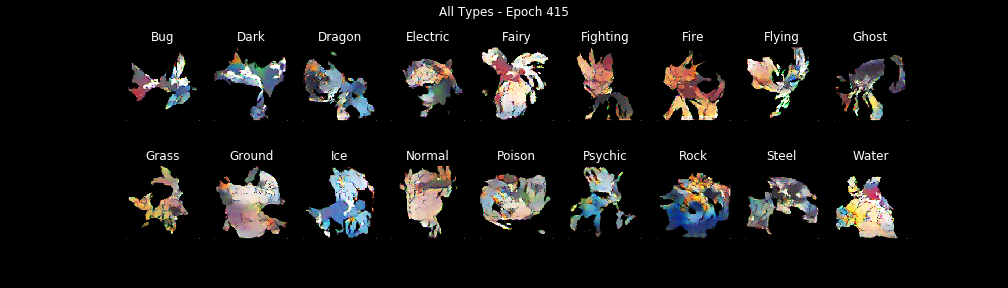 All Types - Epoch 415
Bug Dark Dragon Electric Fairy Fighting Fire Flying Ghost
Grass Ground Ice Normal Poison Psychic Rock Steel Water